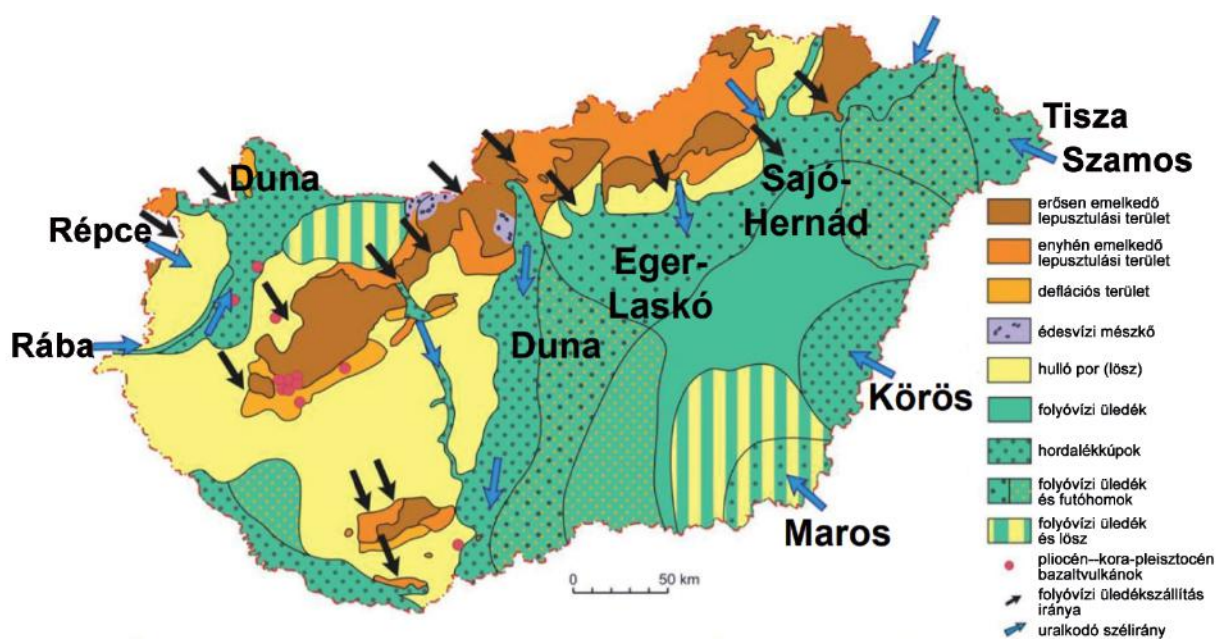 Duna
Répce
Rába
Duna
Eger-
Laskó
Sajó-
Hernád
Tisza
Szamos
Körös
Maros
0 50 km
erősen emelkedő
lepusztulási terület
enyhén emelkedő
lepusztulási terület
deflációs terület
édesvízi mészkő
hulló por (lösz)
folyóvízi üledék
hordalékkúpok
folyóvízi üledék
és futóhomok
folyóvízi üledék
és lösz
pliocén–kora-pleisztocén
bazaltvulkánok
folyóvízi üledékszállítás
iránya
uralkodó szélirány